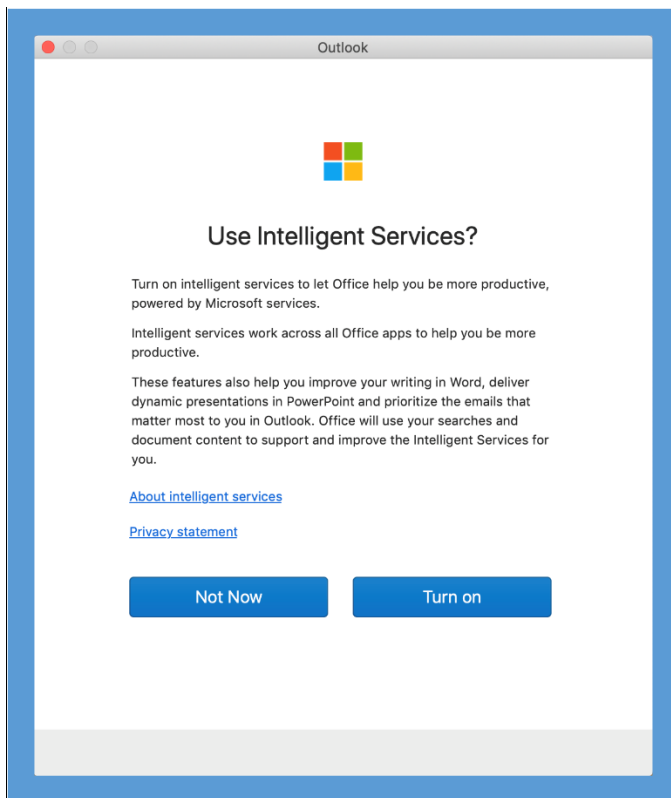 Outlook
Use Intelligent Services?
Turn on intelligent services to let Office help you be more productive,
powered by Microsoft services.
Intelligent services work across all Office apps to help you be more
productive.
These features also help you improve your writing in Word, deliver
dynamic presentations in PowerPoint and prioritize the emails that
matter most to you in Outlook. Office will use your searches and
document content to support and improve the Intelligent Services for
you.
About intelligent services
Privacy statement
Not Now
Turn on